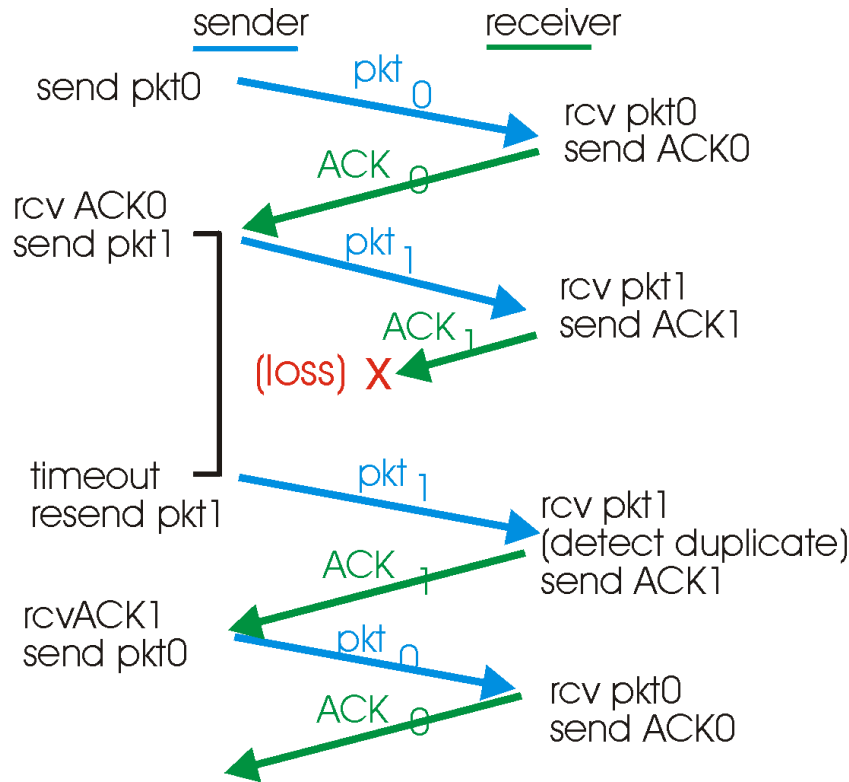 sender
receiver
pkt
0
send pkt0
rcv pkt0
send ACK0
ACK
0
rcv ACK0
send pkt1
pkt
1
rcv pkt1
send ACK1
ACK
1
(loss) X
timeout
resend pkt1
pkt
1
rcv pkt1
(detect duplicate)
send ACK1
ACK
1
rcvACK1
send pkt0
pkt
0
rcv pkt0
send ACK0
ACK
0